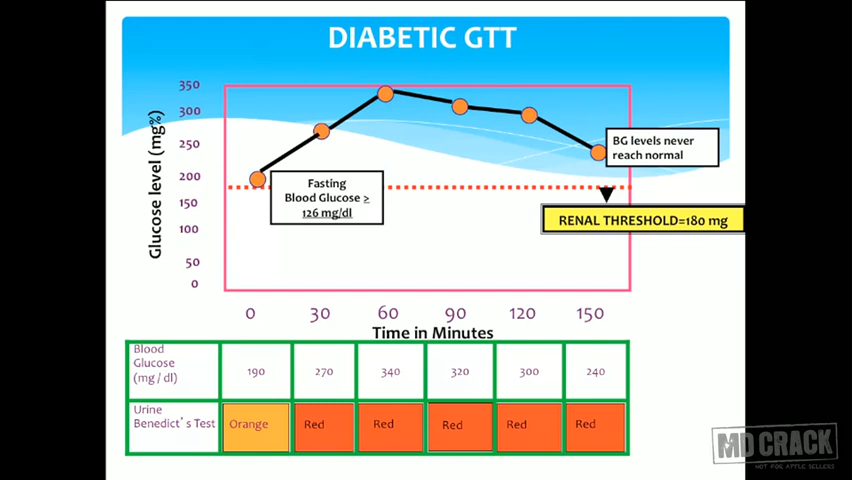 DIABETIC GTT
Glucose level (mg%)
350
300
250
200
150
100
50
0
BG levels never
reach normal
Fasting
Blood Glucose ≥
126 mg/dl
RENAL THRESHOLD=180 mg
0 30 60 90 120 150
Time in Minutes
Blood
Glucose
(mg / dl)
190 270 340 320 300 240
Urine
Benedict's Test
Orange Red Red Red Red Red
MD CRACK
NOT FOR APPLE SELLERS